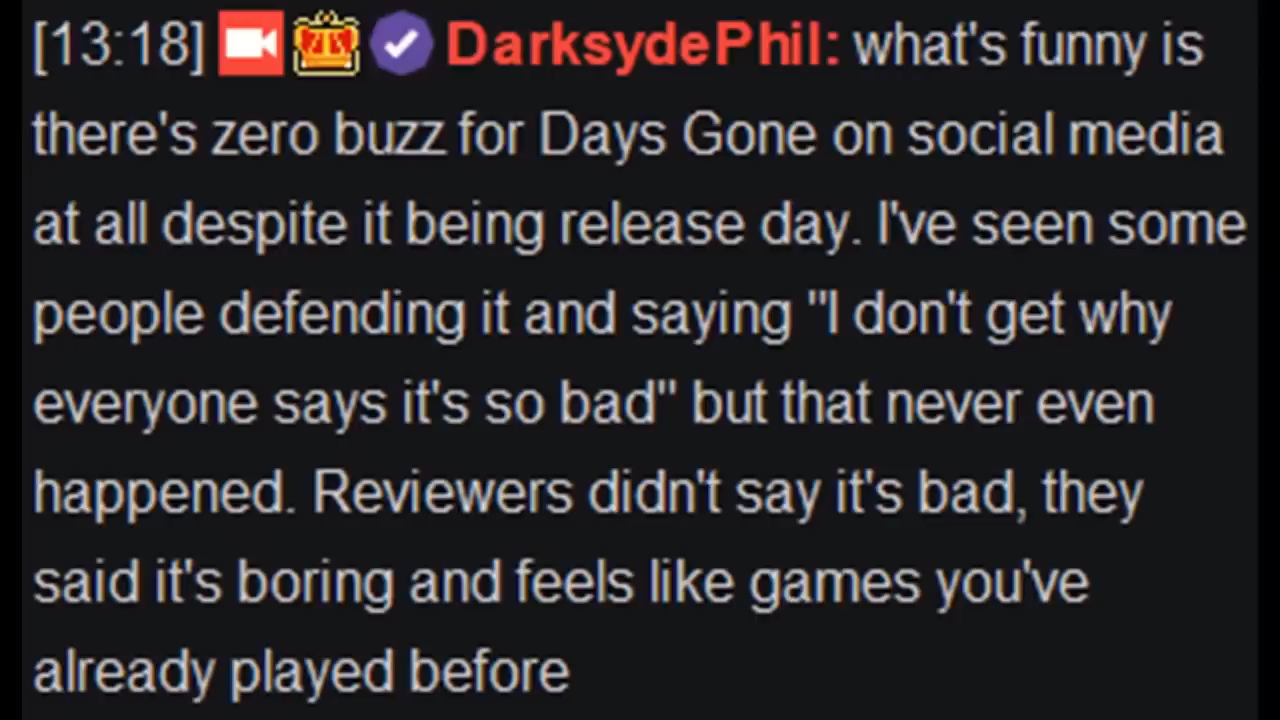 [13:18] DarksydePhil: what's funny is
there's zero buzz for Days Gone on social media
at all despite it being release day. I've seen some
people defending it and saying "I don't get why
everyone says it's so bad" but that never even
happened. Reviewers didn't say it's bad, they
said it's boring and feels like games you've
already played before